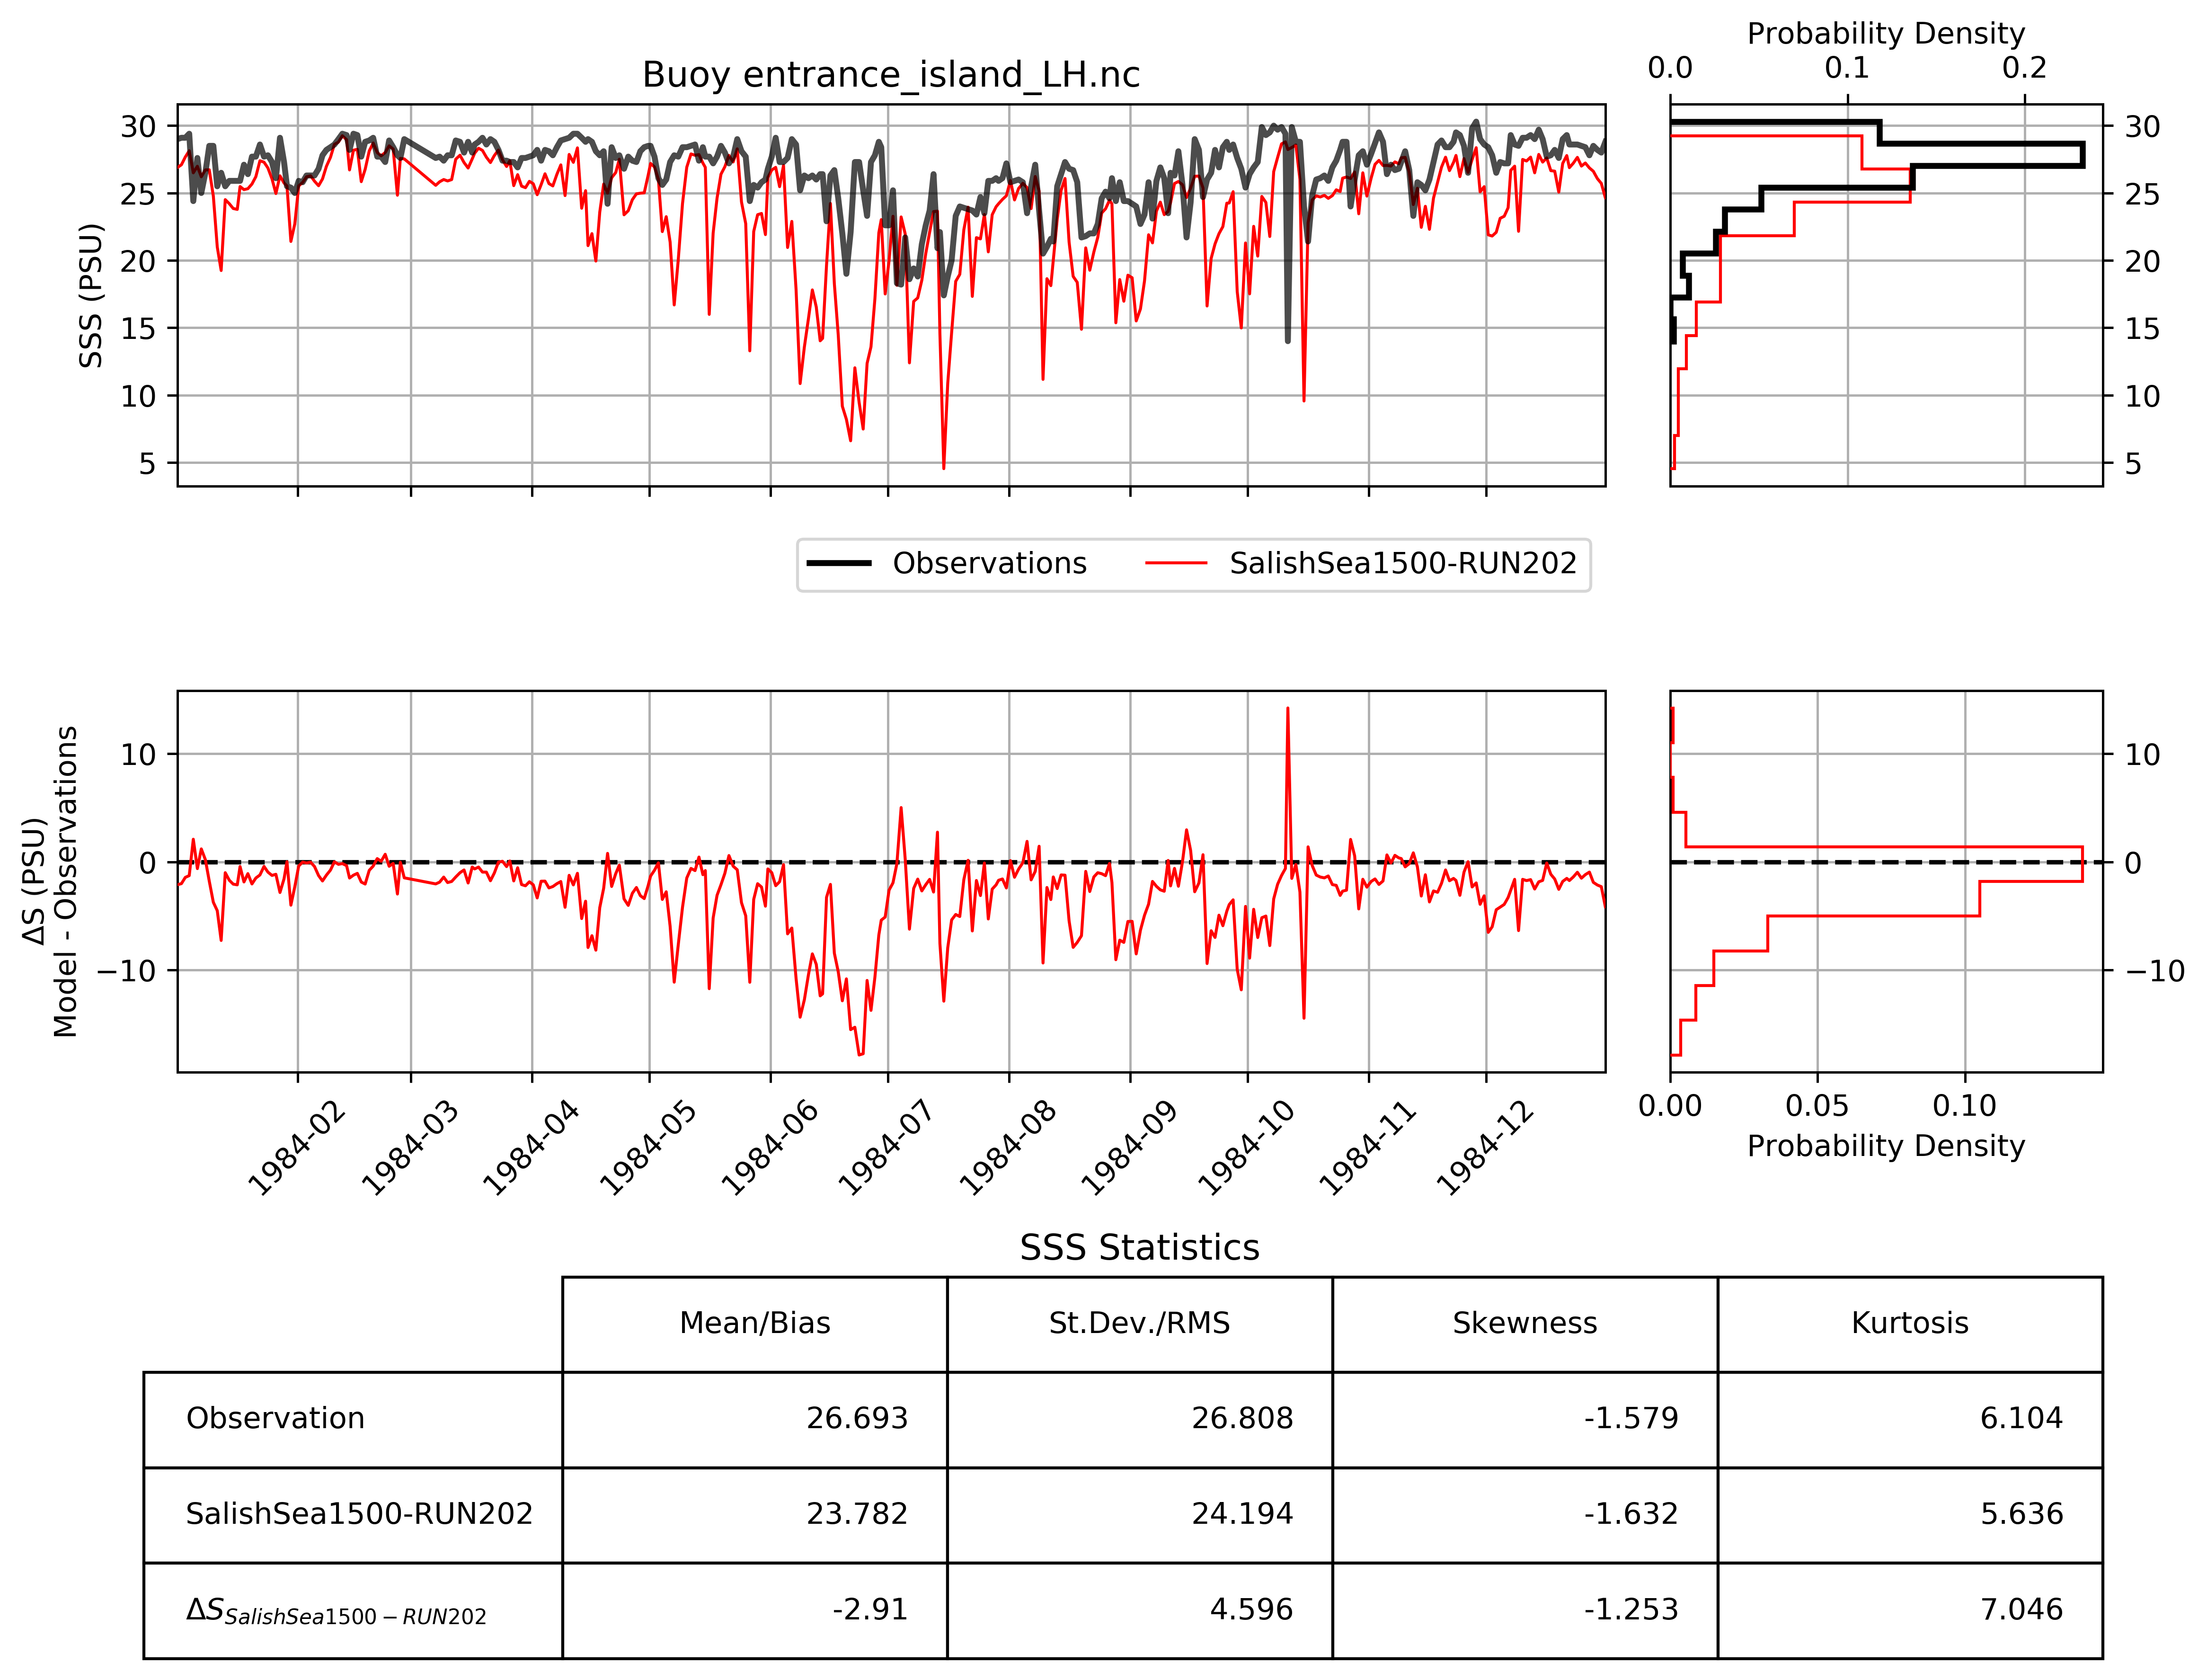 Probability Density
0.0 0.1 0.2
Buoy entrance_island_LH.nc
SSS (PSU)
30
25
20
15
10
5
30
25
20
15
10
5
Observations SalishSea1500-RUN202
ΔS (PSU)
Model - Observations
10
0
−10
10
0
−10
1984-02 1984-03 1984-04 1984-05 1984-06 1984-07 1984-08 1984-09 1984-10 1984-11 1984-12
0.00 0.05 0.10
Probability Density
SSS Statistics
Mean/Bias St.Dev./RMS Skewness Kurtosis
Observation 26.693 26.808 -1.579 6.104
SalishSea1500-RUN202 23.782 24.194 -1.632 5.636
ΔS SalishSea1500−RUN202 -2.91 4.596 -1.253 7.046